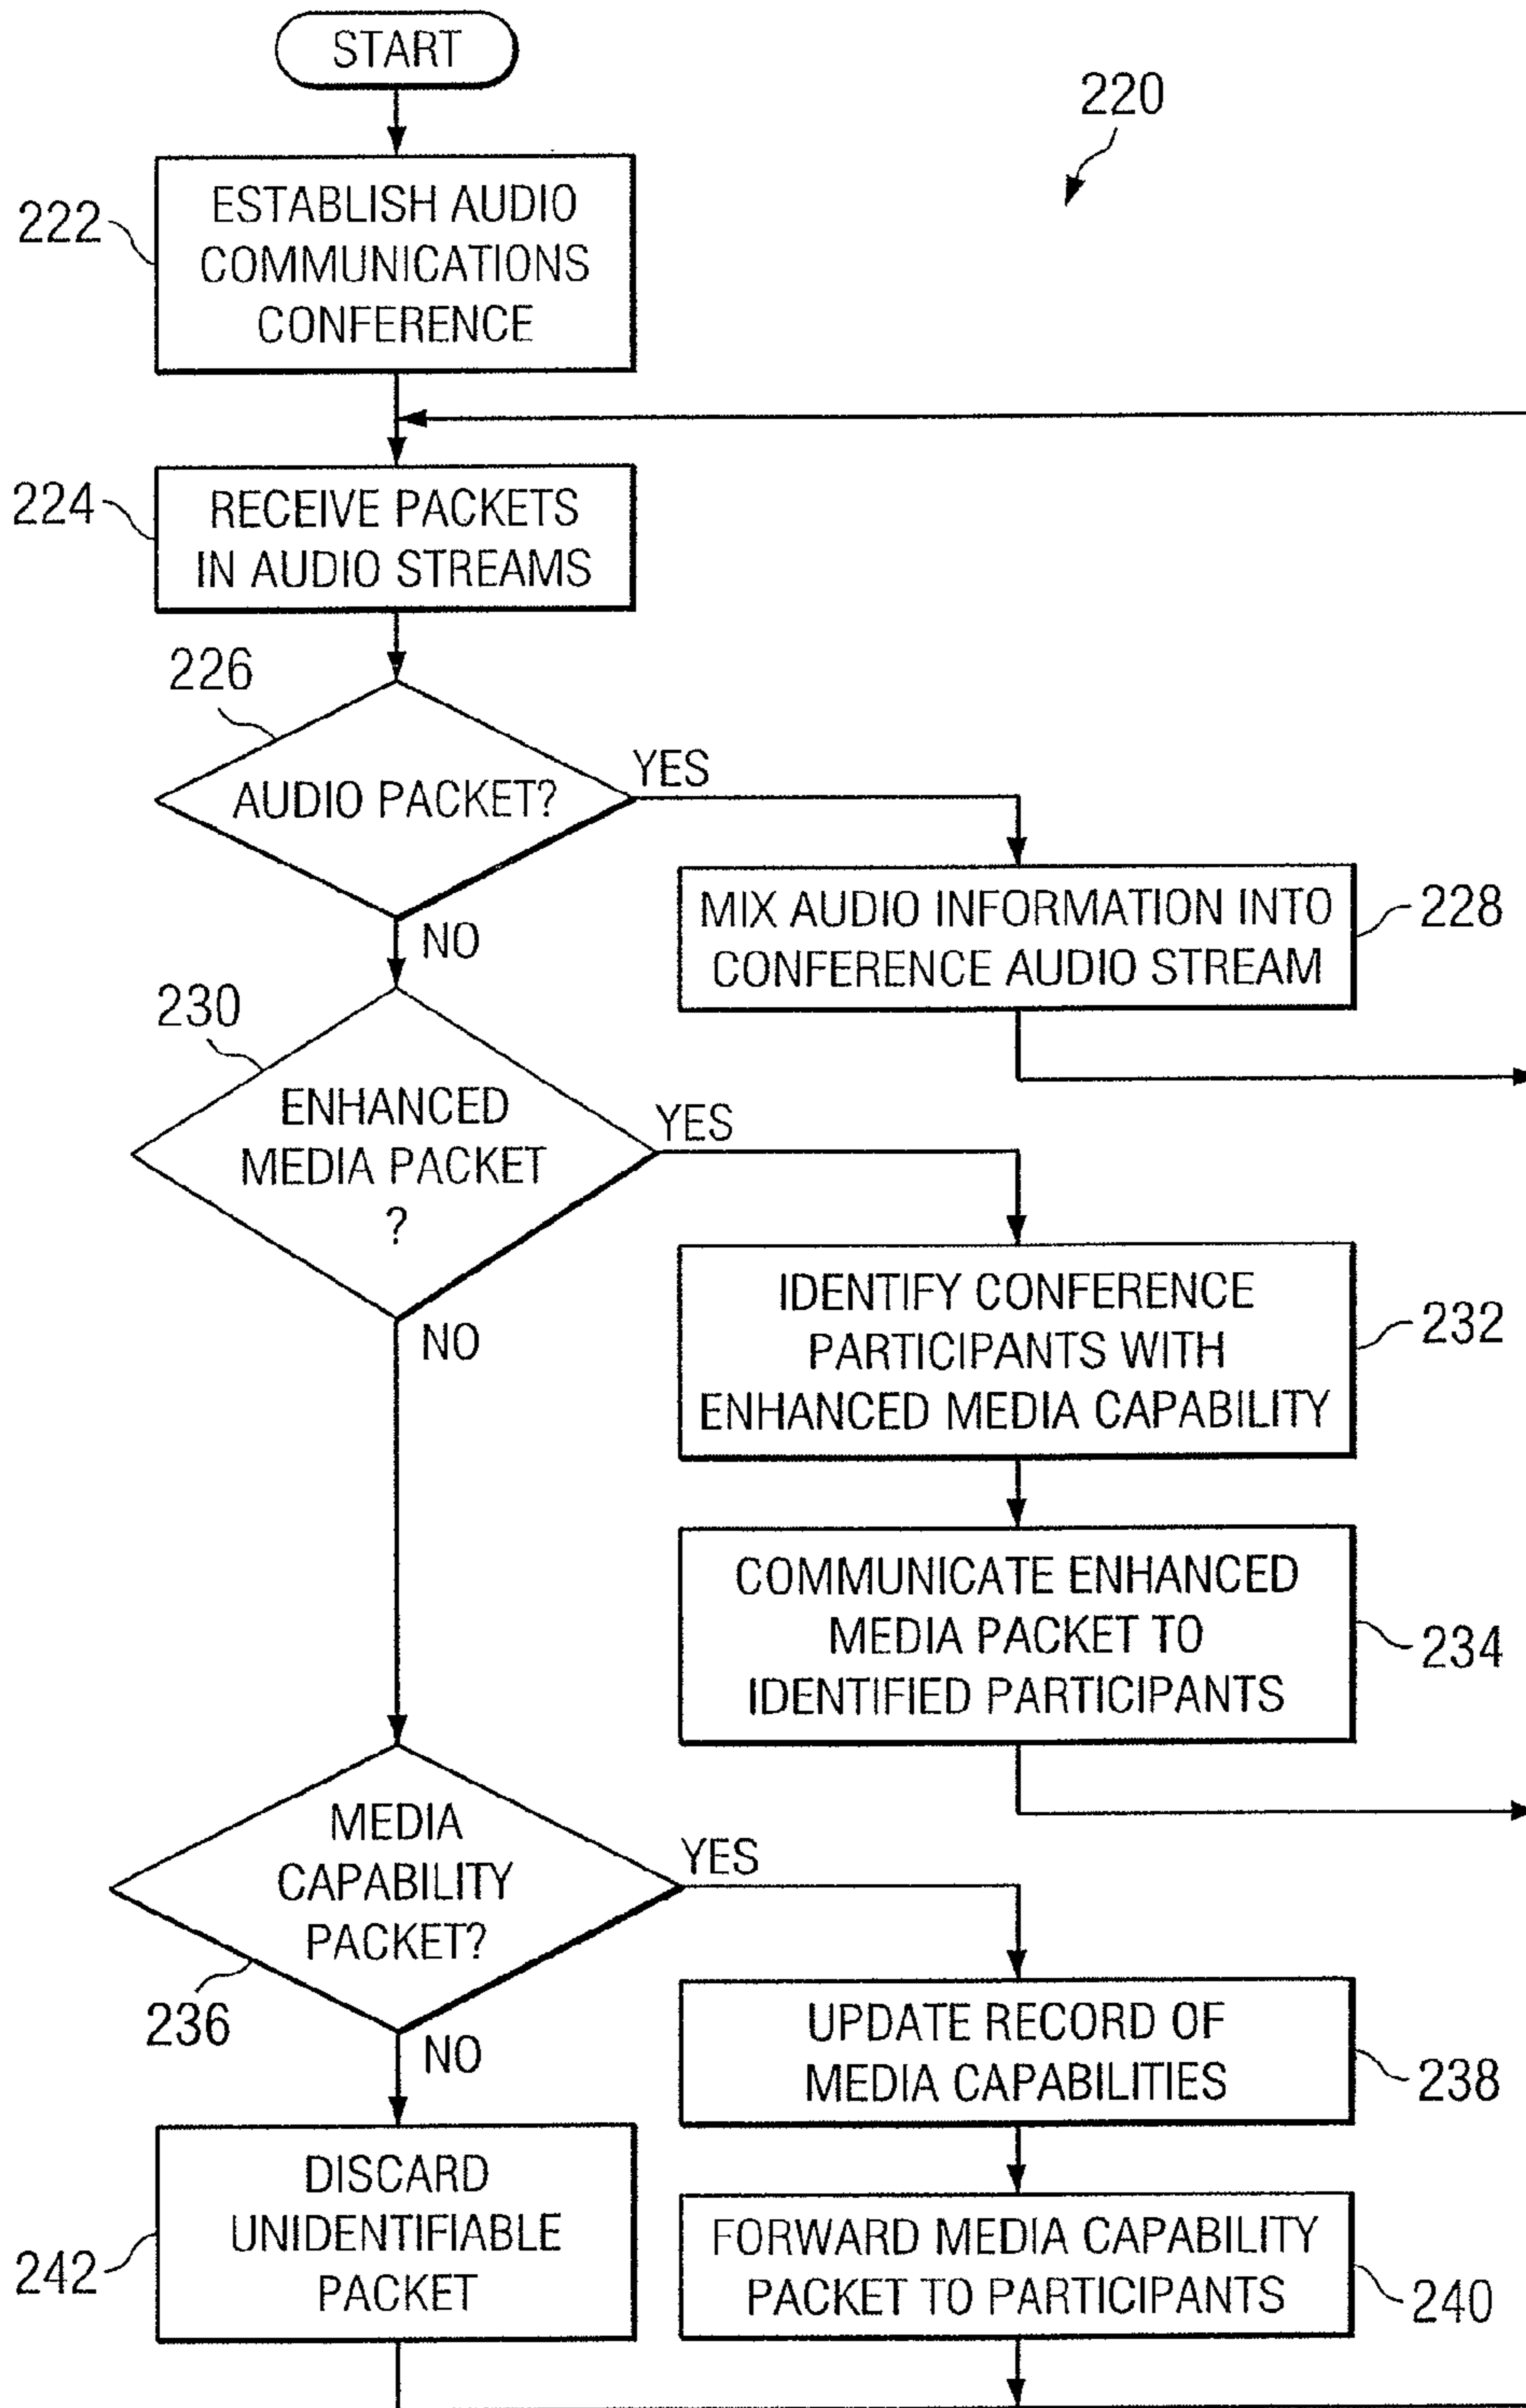 START
220
222
ESTABLISH AUDIO
COMMUNICATIONS
CONFERENCE
224
RECEIVE PACKETS
IN AUDIO STREAMS
226
AUDIO PACKET?
YES
NO
MIX AUDIO INFORMATION INTO
CONFERENCE AUDIO STREAM
228
230
ENHANCED
MEDIA PACKET
?
YES
NO
IDENTIFY CONFERENCE
PARTICIPANTS WITH
ENHANCED MEDIA CAPABILITY
232
COMMUNICATE ENHANCED
MEDIA PACKET TO
IDENTIFIED PARTICIPANTS
234
MEDIA
CAPABILITY
PACKET?
YES
236
NO
UPDATE RECORD OF
MEDIA CAPABILITIES
238
DISCARD
UNIDENTIFIABLE
PACKET
242
FORWARD MEDIA CAPABILITY
PACKET TO PARTICIPANTS
240